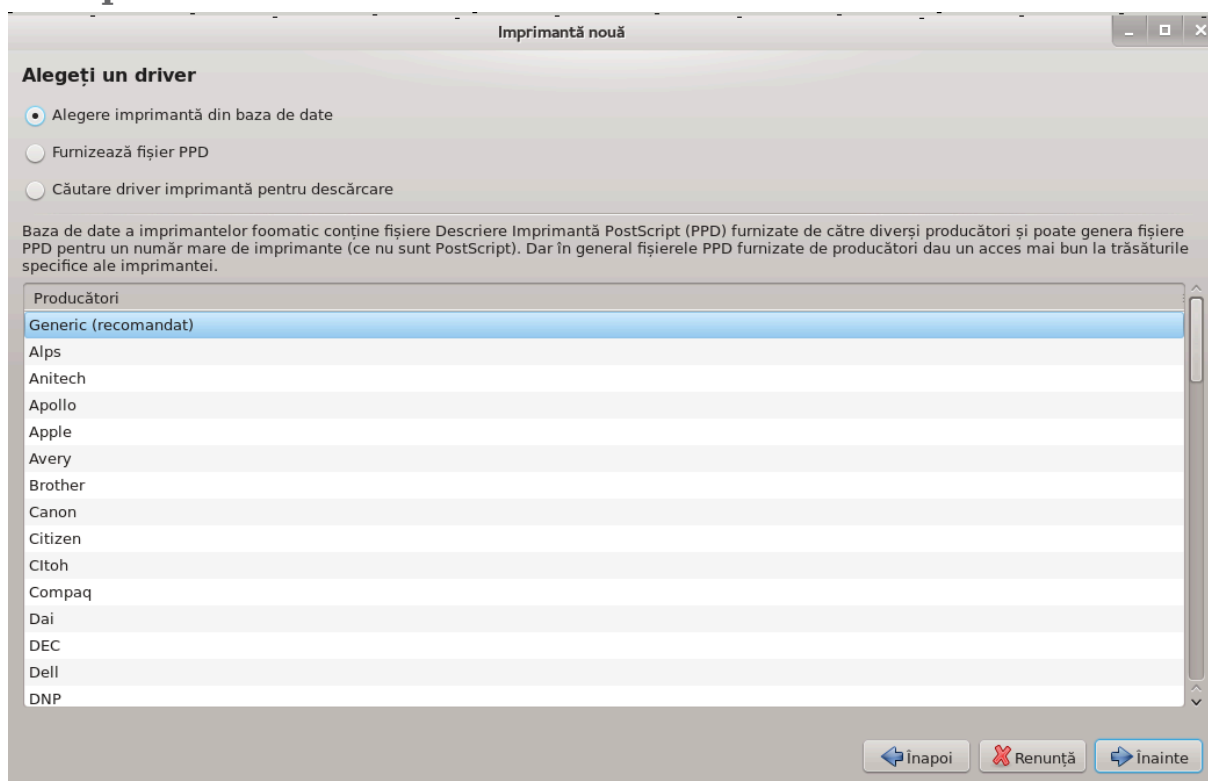 Imprimantă nouă
Alegeți un driver
Alegere imprimantă din baza de date
Furnizează fișier PPD
Căutare driver imprimantă pentru descărcare
Baza de date a imprimantelor foomatic conține fișiere Descriere Imprimantă PostScript (PPD) furnizate de către diverși producători și poate genera fișiere
PPD pentru un număr mare de imprimante (ce nu sunt PostScript). Dar în general fișierele PPD furnizate de producători dau un acces mai bun la trăsăturile
specifice ale imprimantei.
Producători
Generic (recomandat)
Alps
Anitech
Apollo
Apple
Avery
Brother
Canon
Citizen
CItoh
Compaq
Dai
DEC
Dell
DNP
Înapoi
Renunță
Înainte